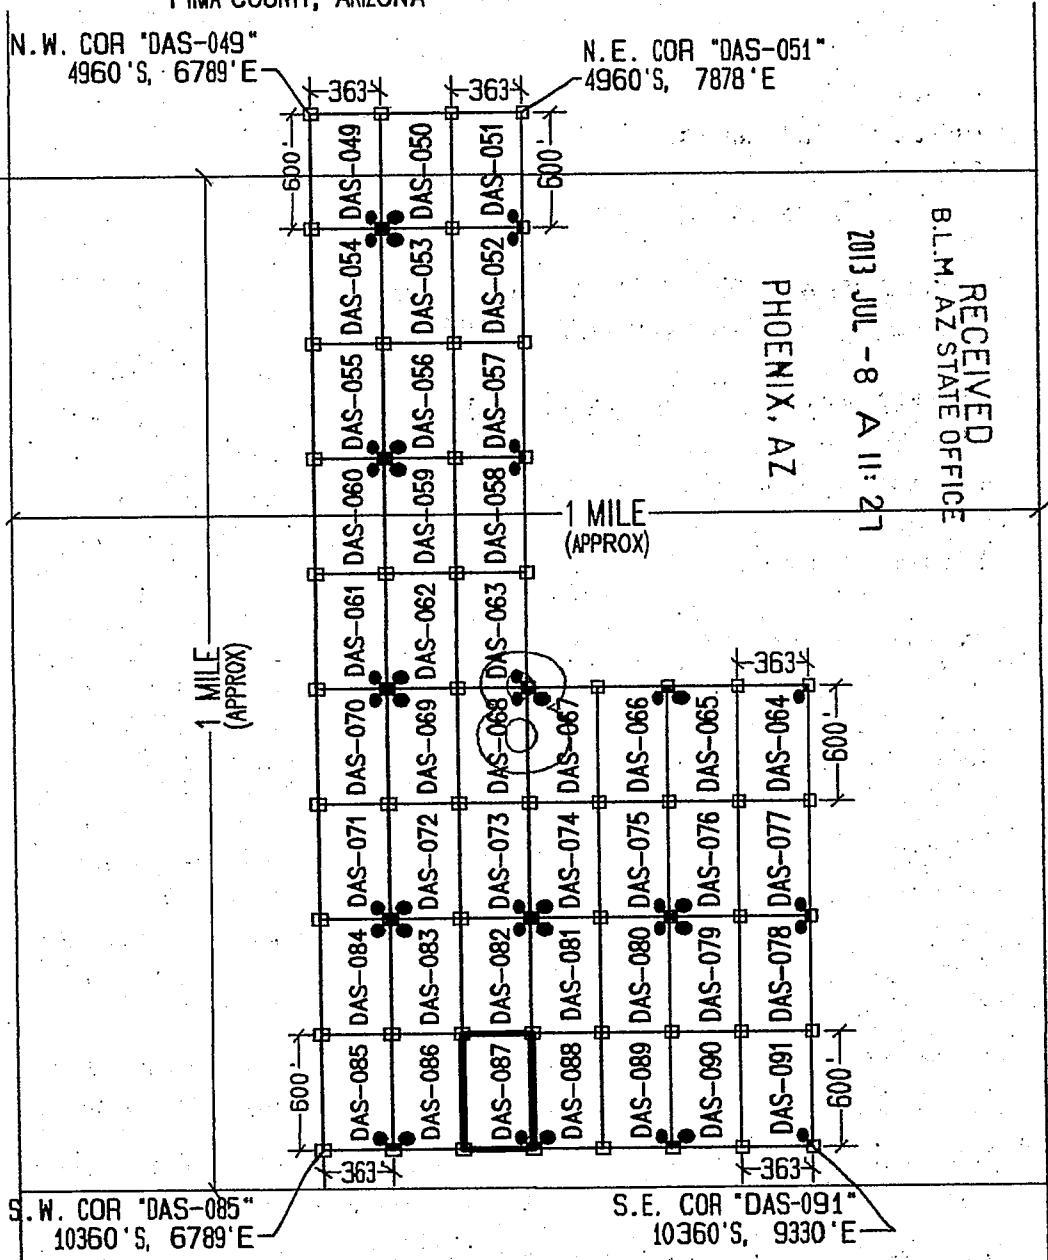 PIMA COUNTY, ARIZONA
N.W. COR "DAS-049"
4960'S, 6789'E
N.E. COR "DAS-051"
4960'S, 7878'E
363
363
600'
600'
DAS-049
DAS-050
DAS-051
DAS-054
DAS-053
DAS-052
DAS-055
DAS-056
DAS-057
DAS-060
DAS-059
DAS-058
RECEIVED
B.L.M. AZ STATE OFFICE
2013 JUL -8 A 11:27
PHOENIX, AZ
1 MILE
(APPROX)
DAS-061
DAS-062
DAS-063
1 MILE
(APPROX)
363
600'
DAS-070
DAS-069
DAS-068
DAS-067
DAS-066
DAS-065
DAS-064
DAS-071
DAS-072
DAS-073
DAS-074
DAS-075
DAS-076
DAS-077
DAS-084
DAS-083
DAS-082
DAS-081
DAS-080
DAS-079
DAS-078
600'
DAS-085
DAS-086
DAS-087
DAS-088
DAS-089
DAS-090
DAS-091
600'
363
363
S.W. COR "DAS-085"
10360'S, 6789'E
S.E. COR "DAS-091"
10360'S, 9330'E